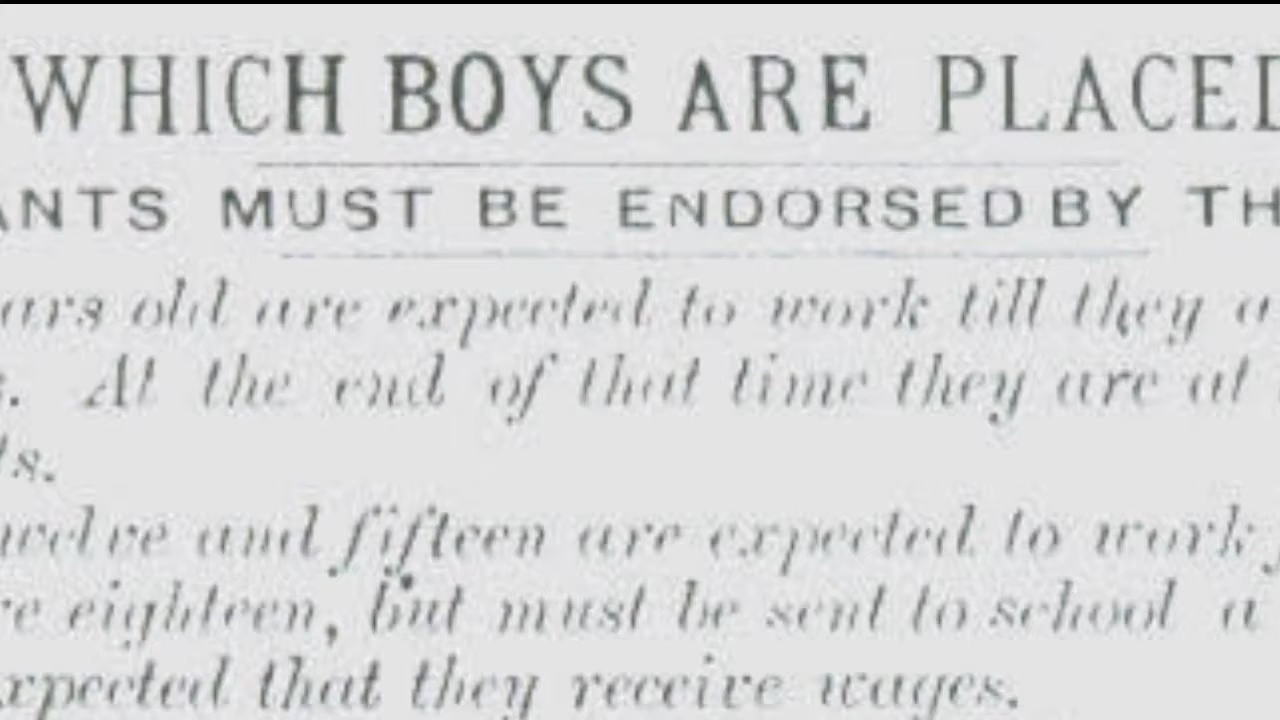 WHICH BOYS ARE PLACED
ANTS MUST BE ENDORSED BY TH
ars old are expected to work till they a
s. At the end of that time they are at
ts.
welve and fifteen are expected to work
re eighteen, but must be sent to school a
xpected that they receive wages.